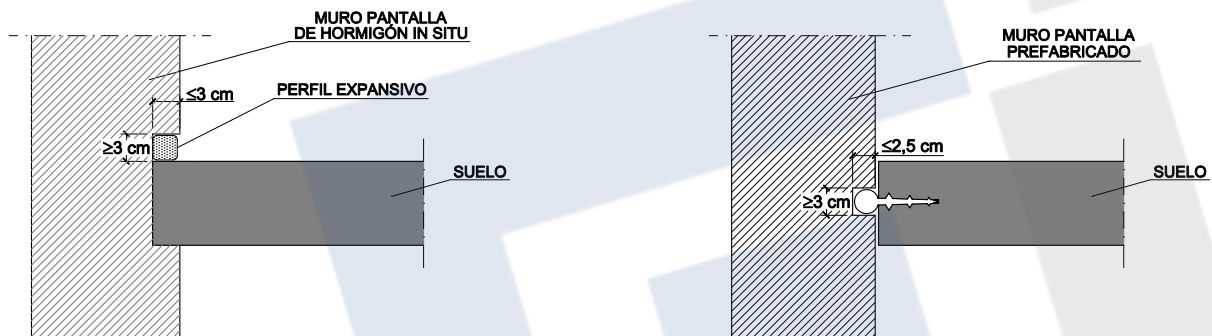 MURO PANTALLA
DE HORMIGÓN IN SITU
≤3 cm
PERFIL EXPANSIVO
≥3 cm
SUELO
MURO PANTALLA
PREFABRICADO
≤2,5 cm
≥3 cm
SUELO